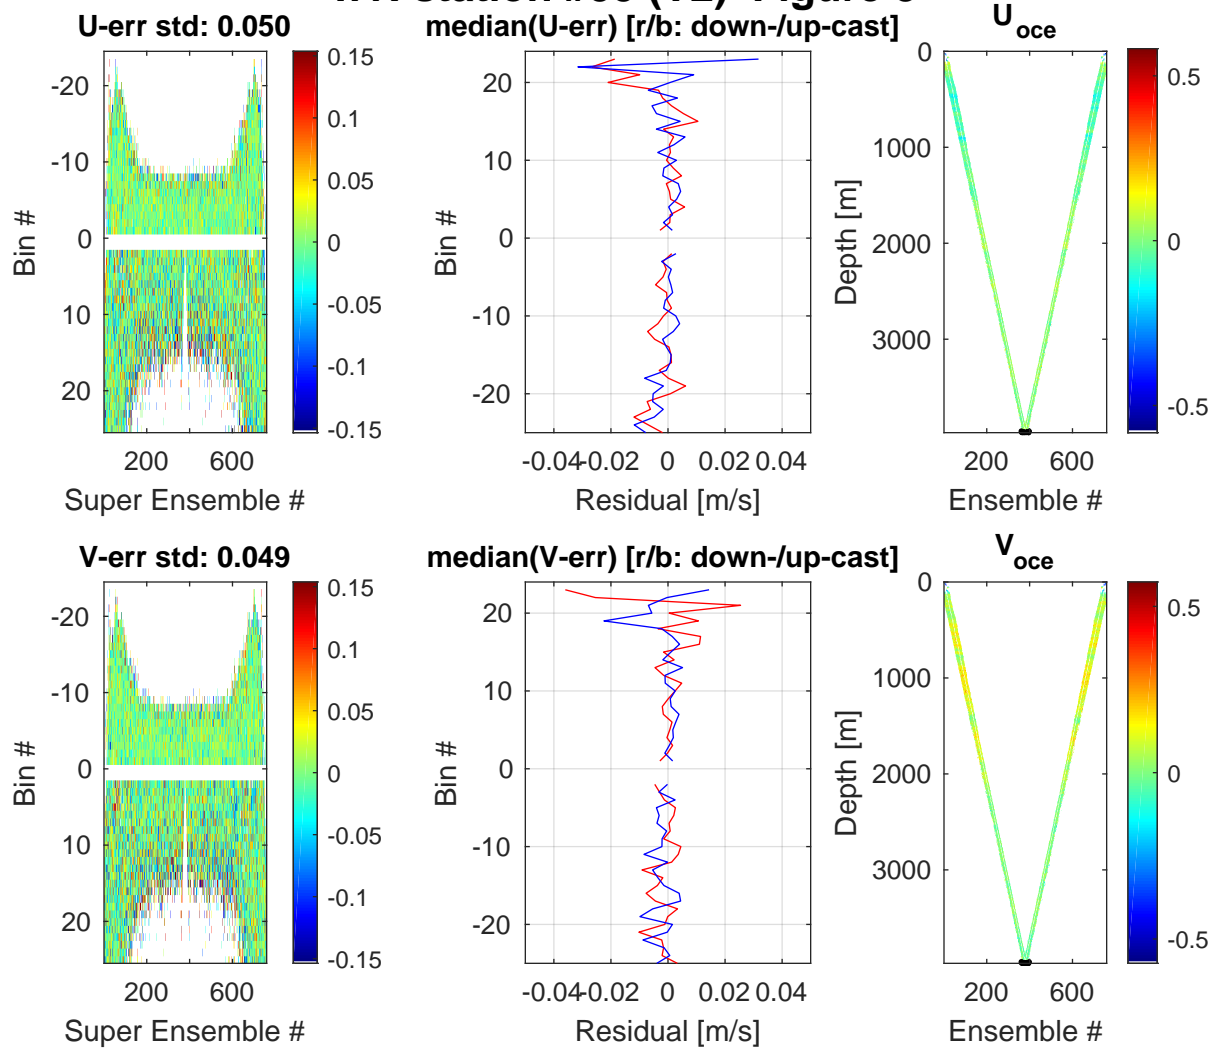 U-err std: 0.050
median(U-err) [r/b: down-/up-cast]
U_oce
-20
-10
0
10
20
Bin #
200 600
Super Ensemble #
0.15
0.1
0.05
0
-0.05
-0.1
-0.15
20
10
0
-10
-20
Bin #
-0.04 -0.02 0 0.02 0.04
Residual [m/s]
0
1000
2000
3000
Depth [m]
200 600
Ensemble #
0.5
0
-0.5
V-err std: 0.049
median(V-err) [r/b: down-/up-cast]
V_oce
-20
-10
0
10
20
Bin #
200 600
Super Ensemble #
0.15
0.1
0.05
0
-0.05
-0.1
-0.15
20
10
0
-10
-20
Bin #
-0.04 -0.02 0 0.02 0.04
Residual [m/s]
0
1000
2000
3000
Depth [m]
200 600
Ensemble #
0.5
0
-0.5